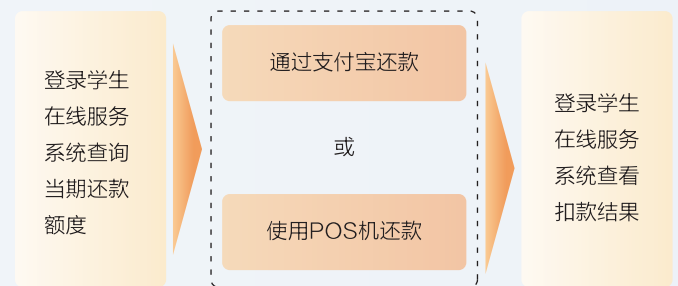 登录学生
在线服务
系统查询
当期还款
额度
通过支付宝还款
或
使用POS机还款
登录学生
在线服务
系统查看
扣款结果